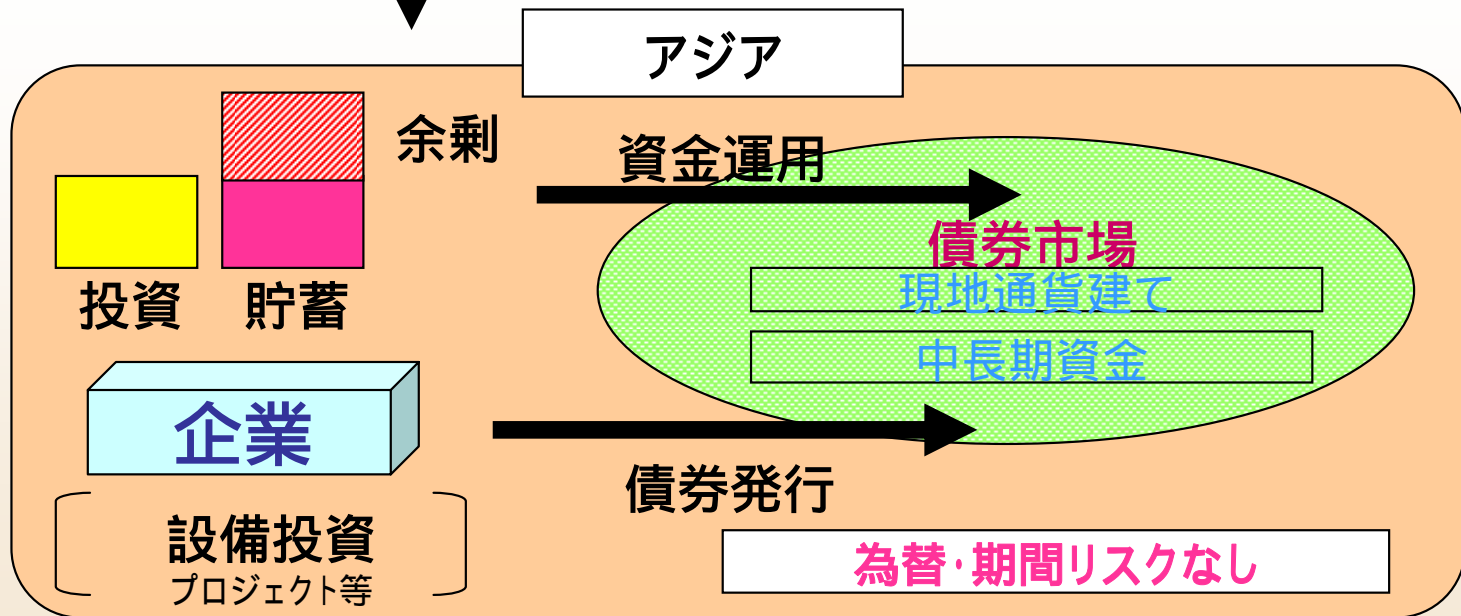 アジア
余剰
資金運用
債券市場
現地通貨建て
投資
貯蓄
中長期資金
企業
債券発行
設備投資
プロジェクト等
為替・期間リスクなし